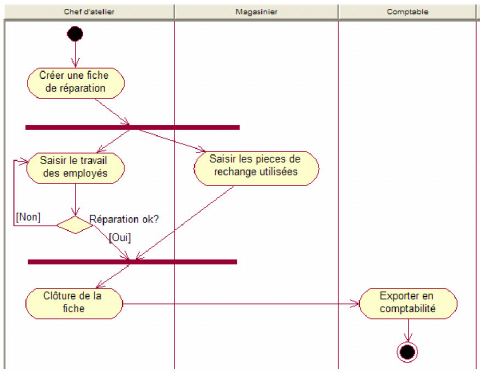 Chef d'atelier
Magasinier
Comptable
Créer une fiche
de réparation
Saisir le travail
des employés
Saisir les pieces de
rechange utilisées
[Non]
Réparation ok?
[Oui]
Clôture de la
fiche
Exporter en
comptabilité